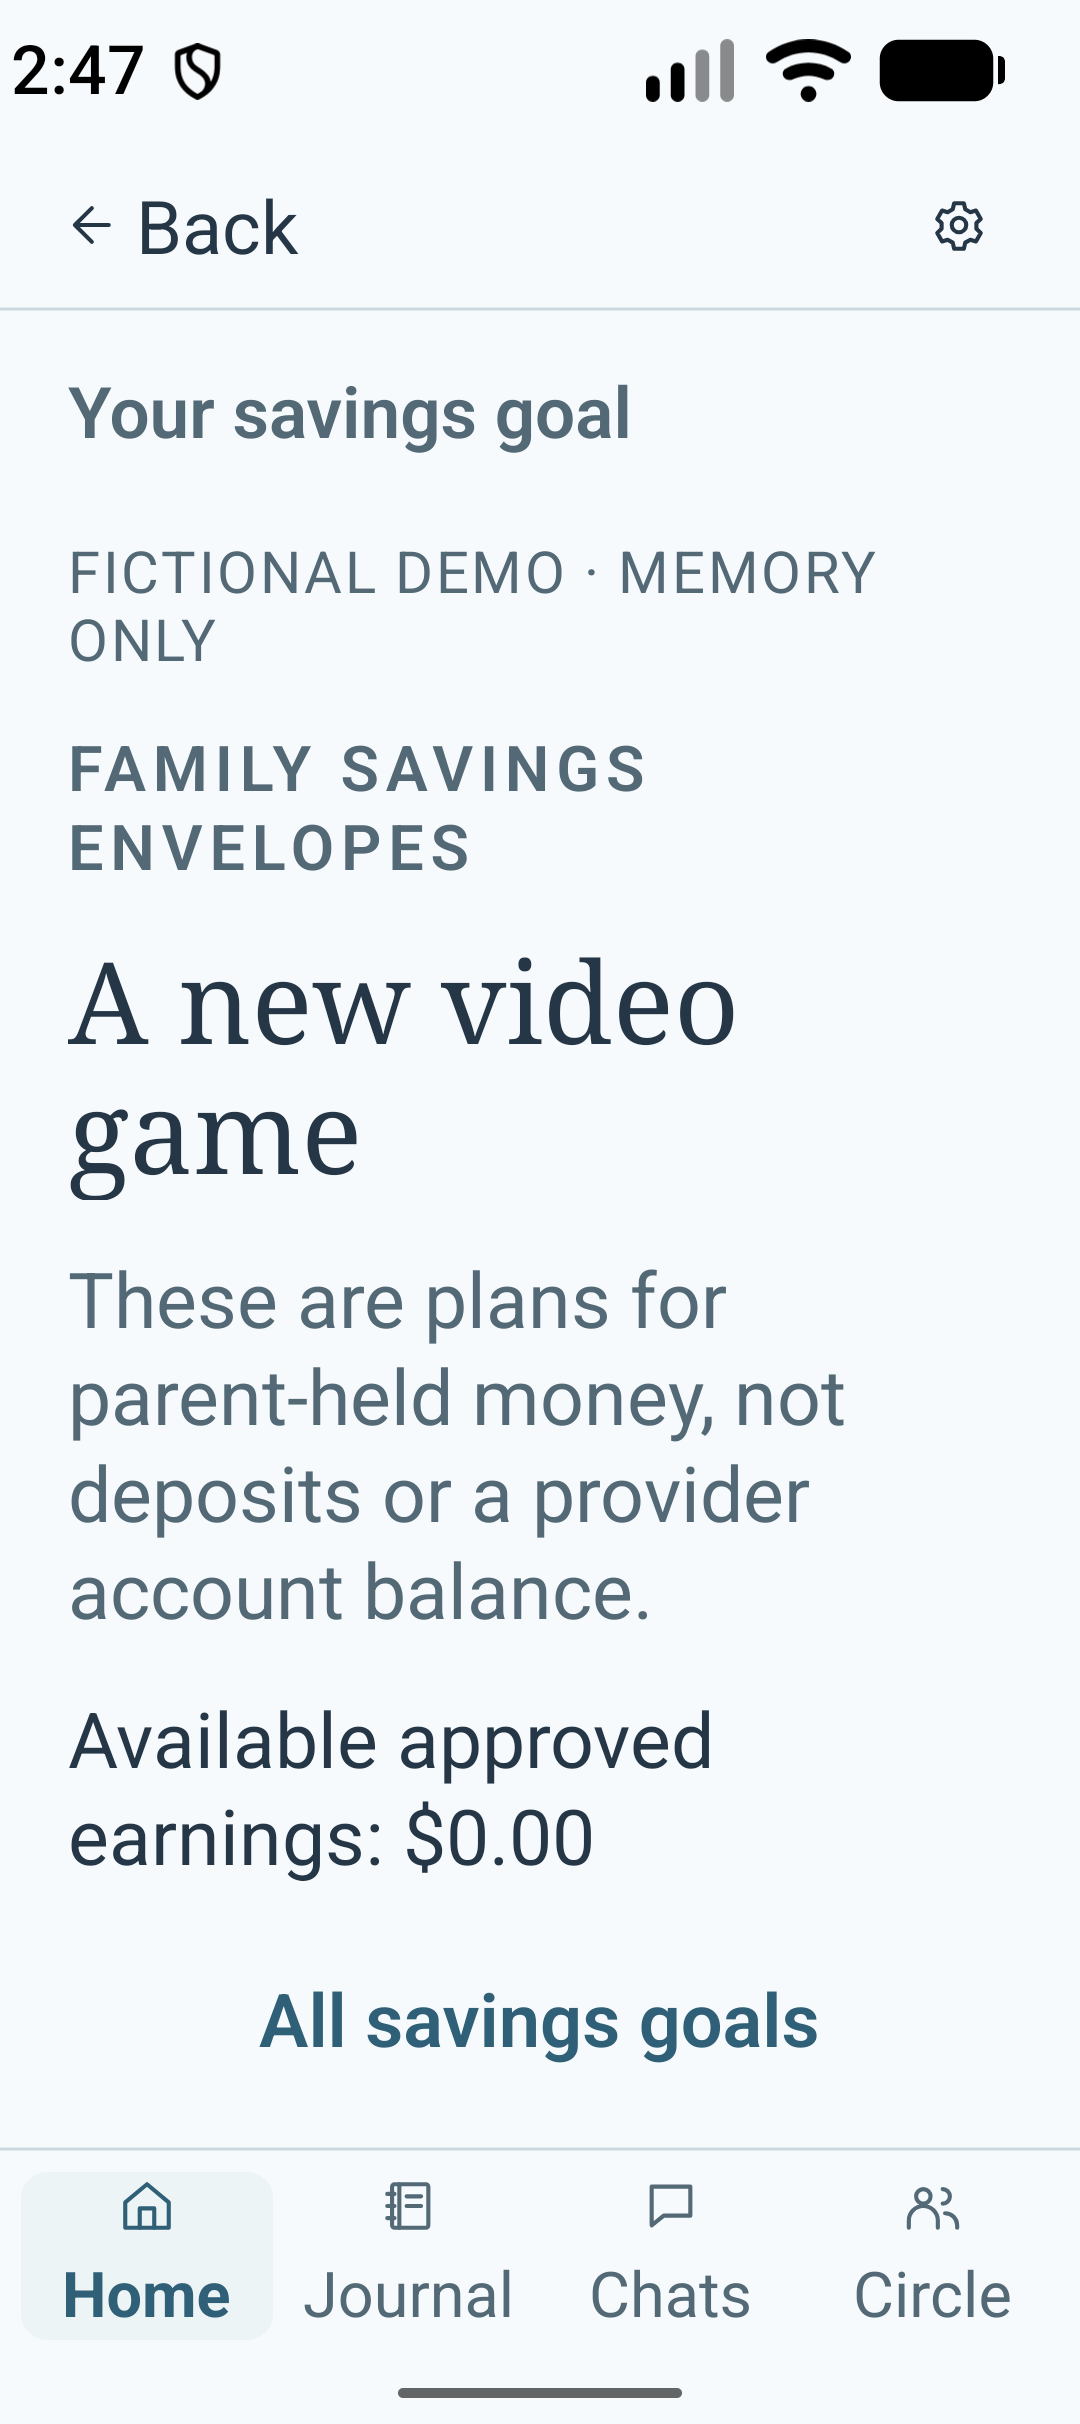 2:47
Back
Your savings goal
FICTIONAL DEMO · MEMORY
ONLY
FAMILY SAVINGS
ENVELOPES
A new video
game
These are plans for
parent-held money, not
deposits or a provider
account balance.
Available approved
earnings: $0.00
All savings goals
Home
Journal
Chats
Circle